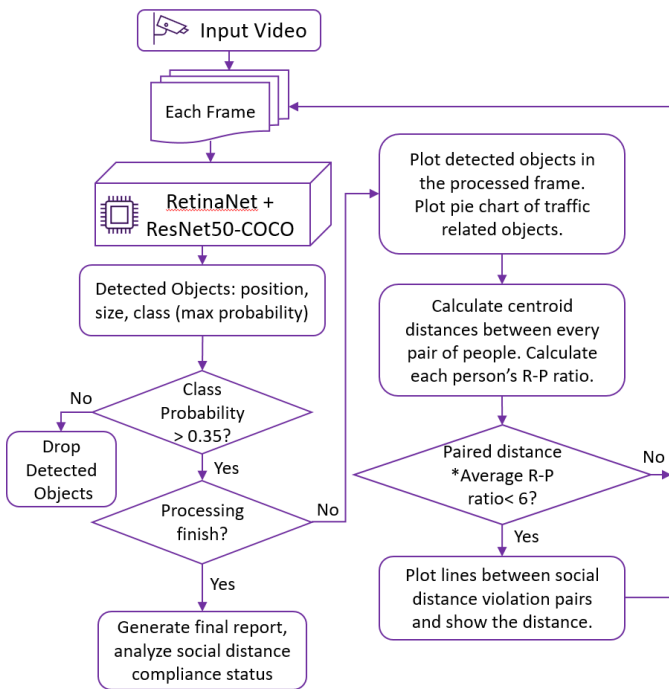 Input Video
Each Frame
RetinaNet +
ResNet50-COCO
Detected Objects: position,
size, class (max probability)
Class
Probability
> 0.35?
No
Drop
Detected
Objects
Yes
Processing
finish?
No
Yes
Generate final report,
analyze social distance
compliance status
Plot detected objects in
the processed frame.
Plot pie chart of traffic
related objects.
Calculate centroid
distances between every
pair of people. Calculate
each person’s R-P ratio.
Paired distance
*Average R-P
ratio< 6?
No
Yes
Plot lines between social
distance violation pairs
and show the distance.